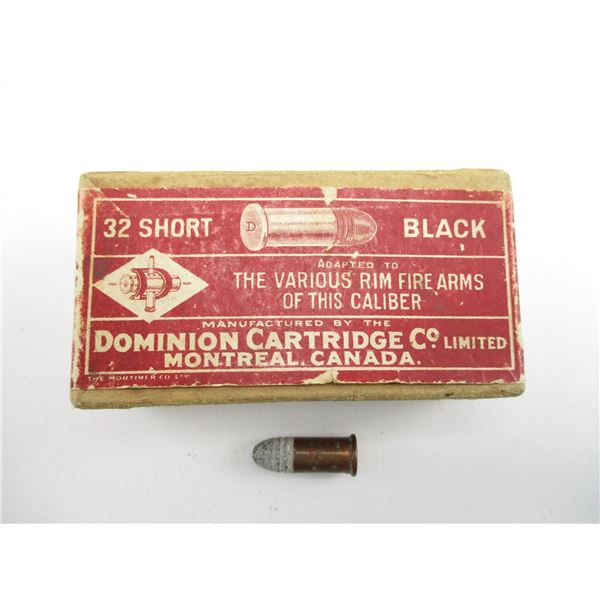 32 SHORT D BLACK
ADAPTED TO
THE VARIOUS RIM FIRE ARMS
OF THIS CALIBER
MANUFACTURED BY THE
DOMINION CARTRIDGE Co LIMITED
MONTREAL. CANADA.
THE MORTIMER CO LTD